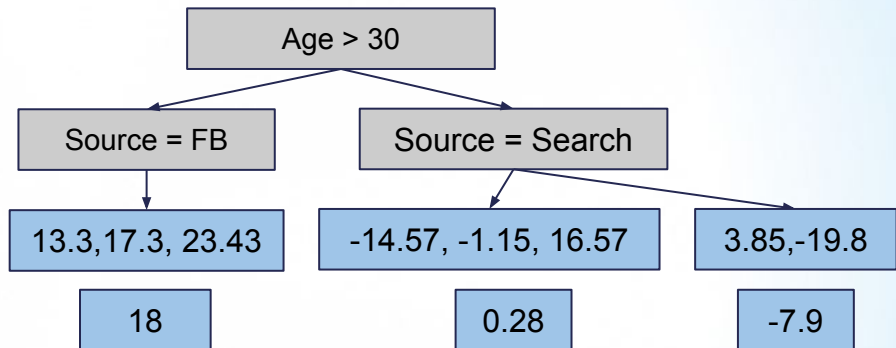 Age > 30
Source = FB
Source = Search
13.3,17.3, 23.43
-14.57, -1.15, 16.57
3.85,-19.8
18
0.28
-7.9